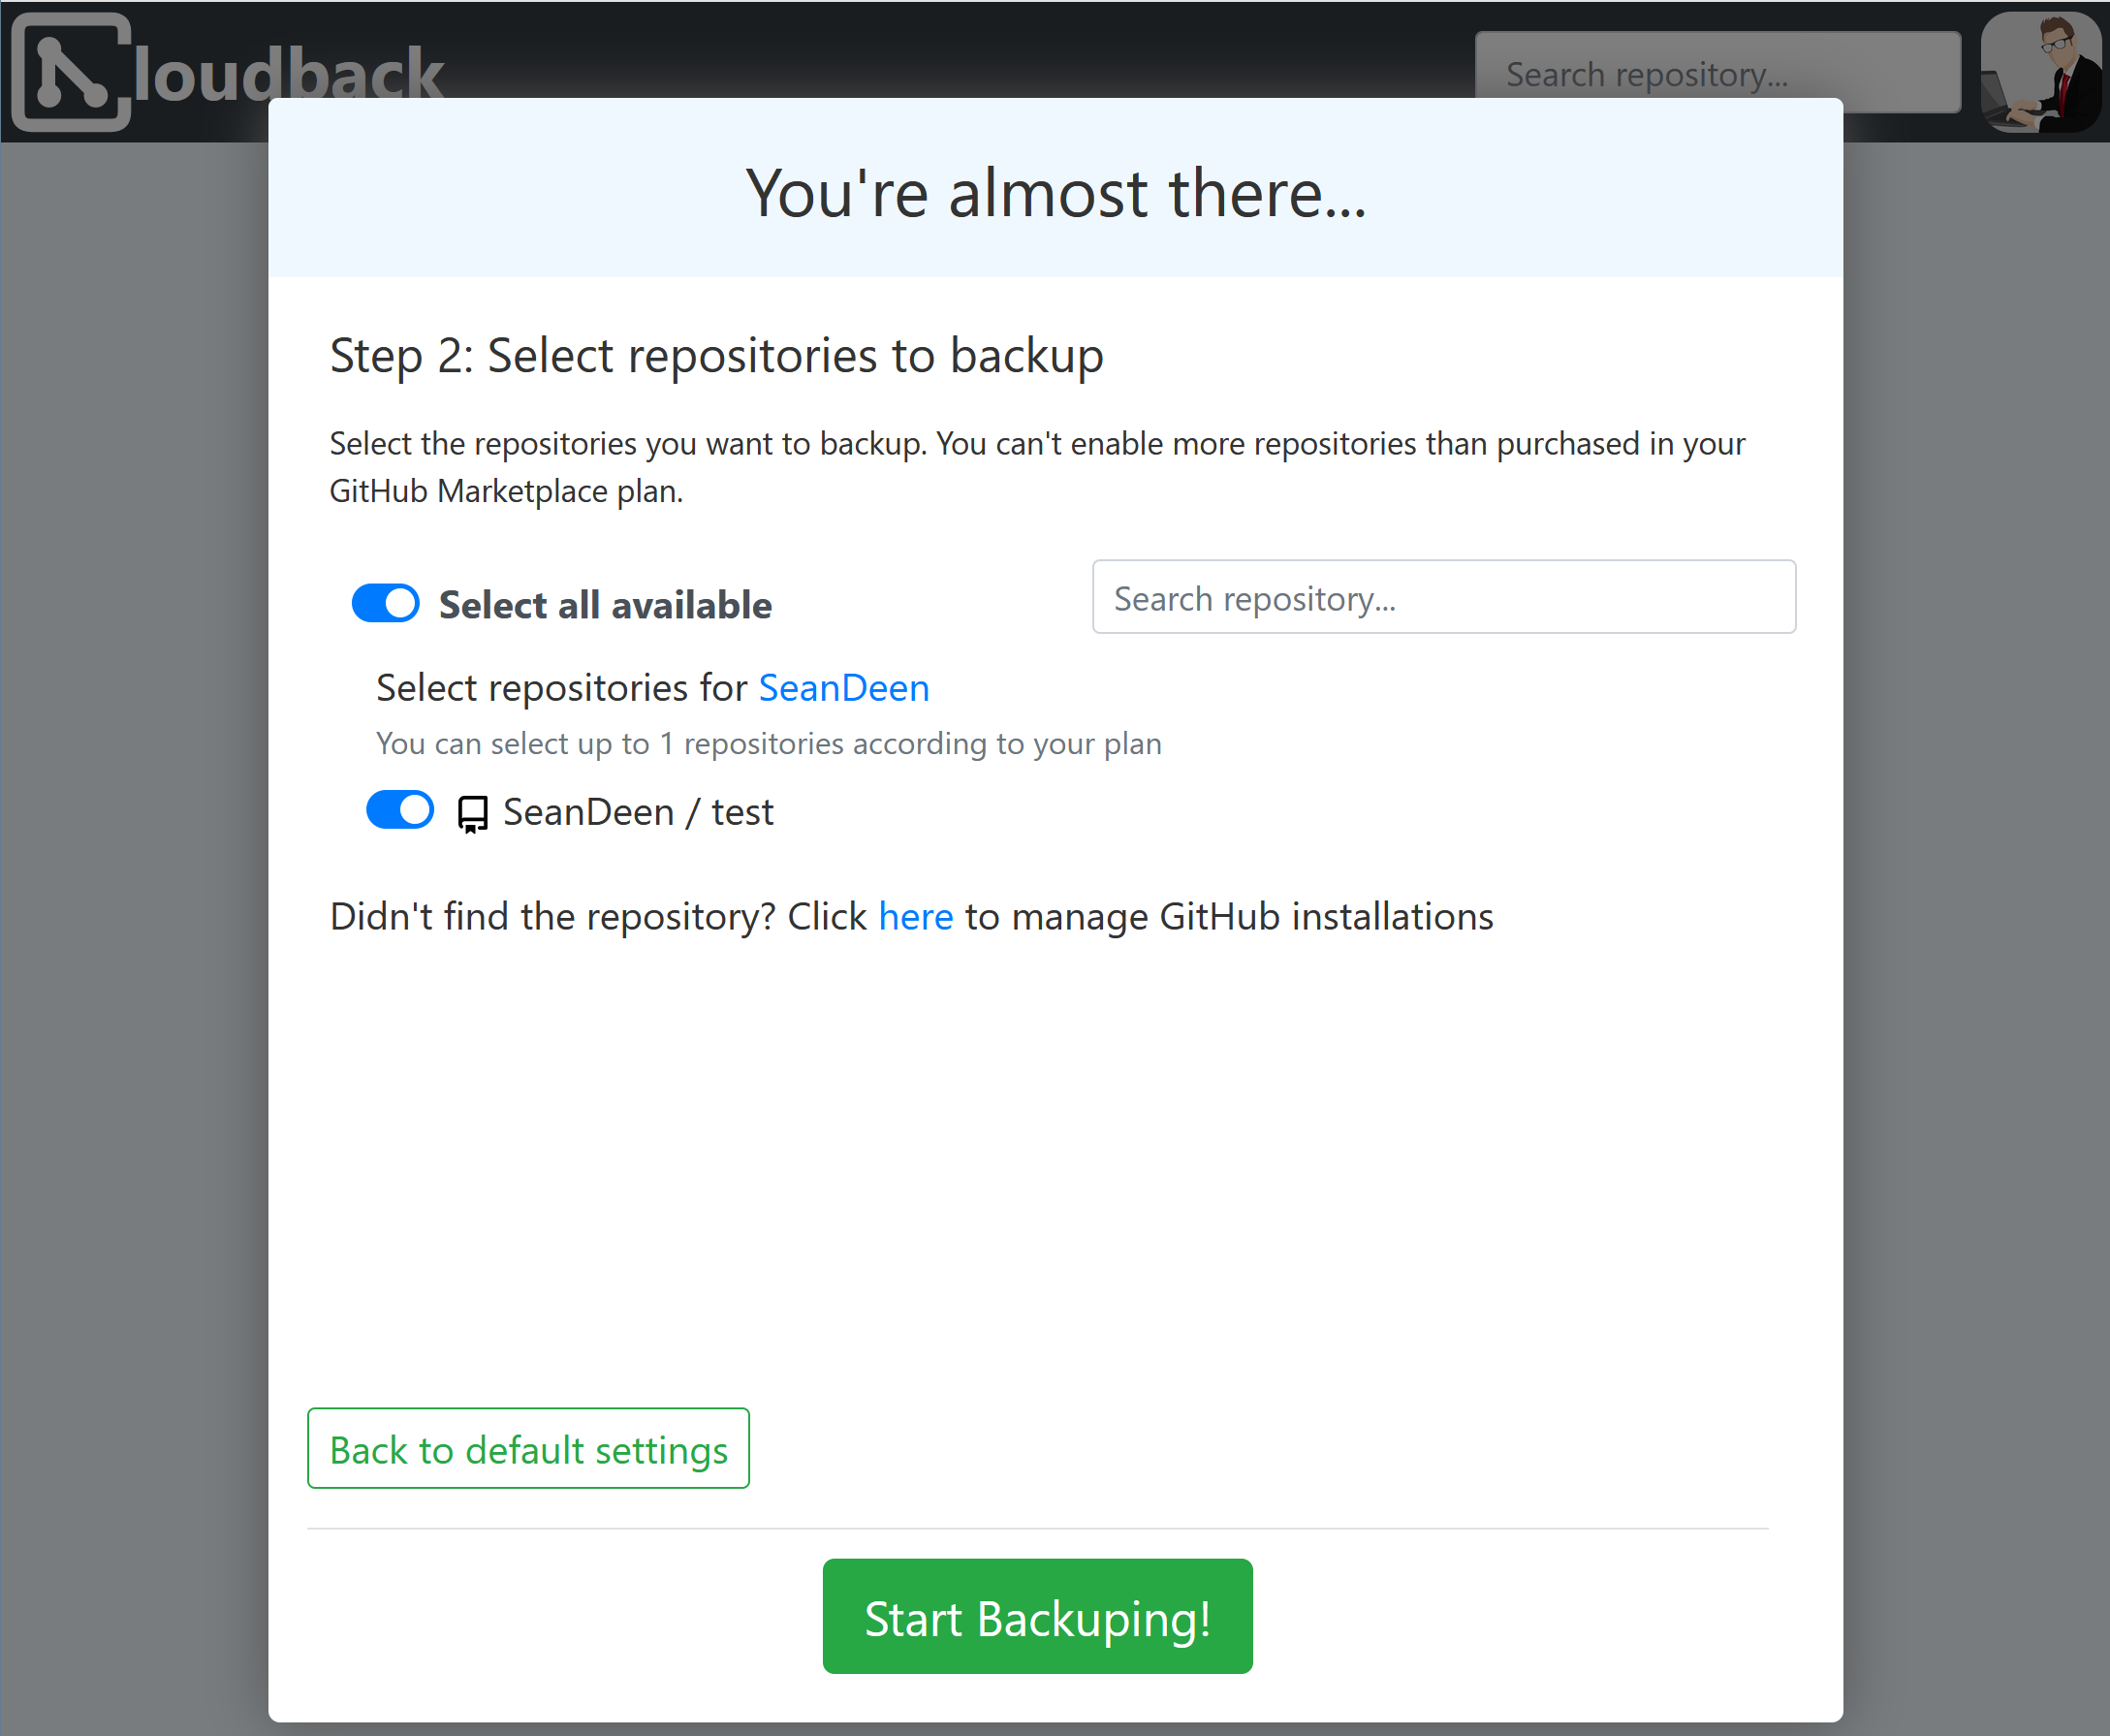 Cloudback
Search repository...
You're almost there...
Step 2: Select repositories to backup
Select the repositories you want to backup. You can't enable more repositories than purchased in your
GitHub Marketplace plan.
Select all available
Search repository...
Select repositories for SeanDeen
You can select up to 1 repositories according to your plan
SeanDeen / test
Didn't find the repository? Click here to manage GitHub installations
Back to default settings
Start Backuping!